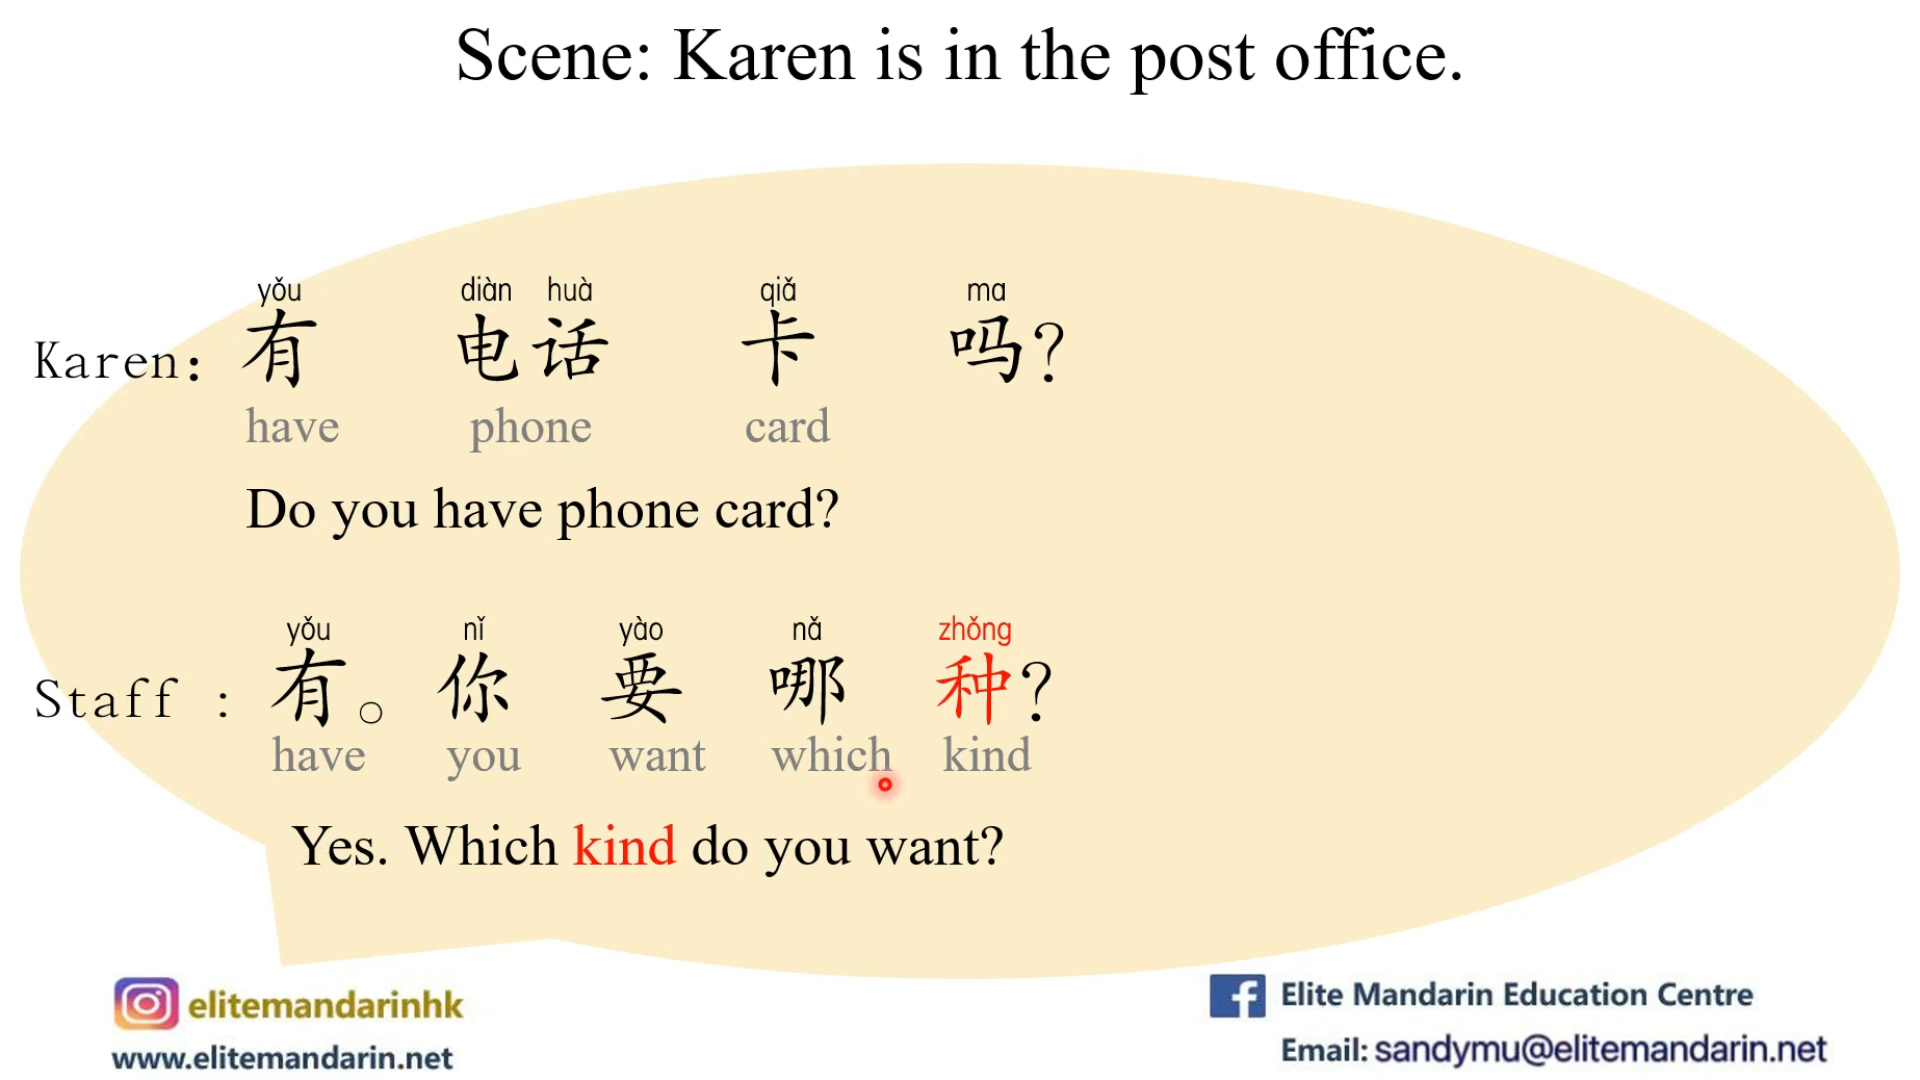 Scene: Karen is in the post office.
yǒu diàn huà qiǎ ma
Karen: 有 电话 卡 吗?
have phone card
Do you have phone card?
yǒu nǐ yào nǎ zhǒng
Staff : 有。你 要 哪 种?
have you want which kind
Yes. Which kind do you want?
elitemandarinhk
www.elitemandarin.net
Elite Mandarin Education Centre
Email: sandymu@elitemandarin.net